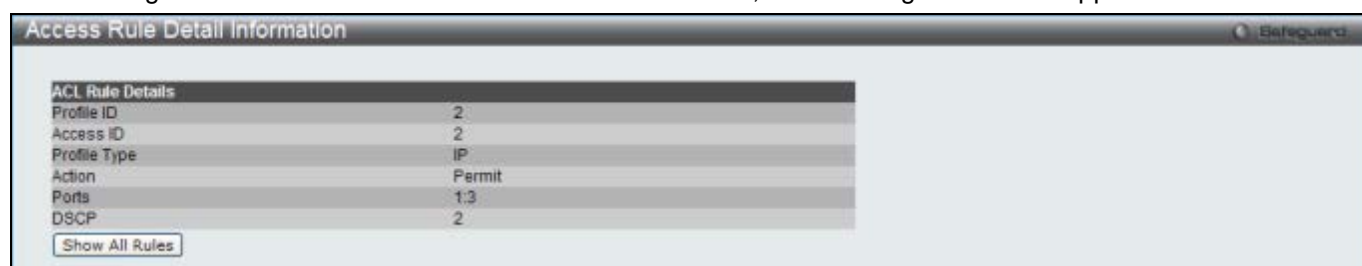 Access Rule Detail Information
Safeguard
ACL Rule Details
Profile ID 2
Access ID 2
Profile Type IP
Action Permit
Ports 1:3
DSCP 2
Show All Rules